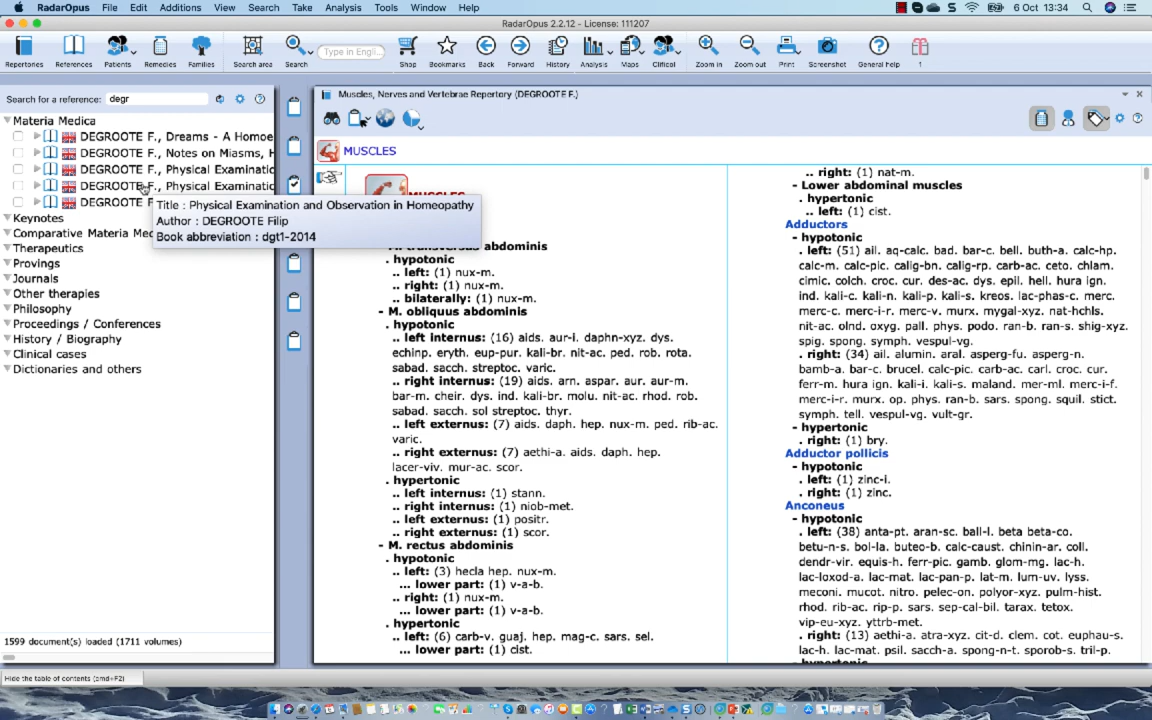 RadarOpus File Edit Additions View Search Take Analysis Tools Window Help 6 Oct 13:34
RadarOpus 2.2.12 - License: 111207
Type in Engli...
Repertories References Patients Remedies Families Search area Search Shop Bookmarks Back Forward History Analysis Maps Clificol Zoom in Zoom out Print Screenshot General help 1
Search for a reference: degr
Materia Medica
DEGROOTE F., Dreams - A Homoe
DEGROOTE F., Notes on Miasms, H
DEGROOTE F., Physical Examinatic
DEGROOTE F., Physical Examinatic
DEGROOTE F
Title : Physical Examination and Observation in Homeopathy
Author : DEGROOTE Filip
Book abbreviation : dgt1-2014
Keynotes
Comparative Materia Med
Therapeutics
Provings
Journals
Other therapies
Philosophy
Proceedings / Conferences
History / Biography
Clinical cases
Dictionaries and others
1599 document(s) loaded (1711 volumes)
Hide the table of contents (cmd+F2)
Muscles, Nerves and Vertebrae Repertory (DEGROOTE F.)
MUSCLES
MUSCLES
M. transversus abdominis
. hypotonic
.. left: (1) nux-m.
.. right: (1) nux-m.
.. bilaterally: (1) nux-m.
- M. obliquus abdominis
. hypotonic
.. left internus: (16) aids. aur-i. daphn-xyz. dys.
echinp. eryth. eup-pur. kali-br. nit-ac. ped. rob. rota.
sabad. sacch. streptoc. varic.
.. right internus: (19) aids. arn. aspar. aur. aur-m.
bar-m. cheir. dys. ind. kali-br. molu. nit-ac. rhod. rob.
sabad. sacch. sol streptoc. thyr.
.. left externus: (7) aids. daph. hep. nux-m. ped. rib-ac.
varic.
.. right externus: (7) aethi-a. aids. daph. hep.
lacer-viv. mur-ac. scor.
. hypertonic
.. left internus: (1) stann.
.. right internus: (1) niob-met.
.. left externus: (1) positr.
.. right externus: (1) scor.
- M. rectus abdominis
. hypotonic
.. left: (3) hecla hep. nux-m.
... lower part: (1) v-a-b.
.. right: (1) nux-m.
... lower part: (1) v-a-b.
. hypertonic
.. left: (6) carb-v. guaj. hep. mag-c. sars. sel.
... lower part: (1) cist.
.. right: (1) nat-m.
- Lower abdominal muscles
. hypertonic
.. left: (1) cist.
Adductors
- hypotonic
. left: (51) ail. aq-calc. bad. bar-c. bell. buth-a. calc-hp.
calc-m. calc-pic. calig-bn. calig-rp. carb-ac. ceto. chlam.
cimic. colch. croc. cur. des-ac. dys. epil. hell. hura ign.
ind. kali-c. kali-n. kali-p. kali-s. kreos. lac-phas-c. merc.
merc-c. merc-i-r. merc-v. murx. mygal-xyz. nat-hchls.
nit-ac. olnd. oxyg. pall. phys. podo. ran-b. ran-s. shig-xyz.
spig. spong. symph. vespul-vg.
. right: (34) ail. alumin. aral. asperg-fu. asperg-n.
bamb-a. bar-c. brucel. calc-pic. carb-ac. carl. croc. cur.
ferr-m. hura ign. kali-i. kali-s. maland. mer-ml. merc-i-f.
merc-i-r. murx. op. phys. ran-b. sars. spong. squil. stict.
symph. tell. vespul-vg. vult-gr.
- hypertonic
. right: (1) bry.
Adductor pollicis
- hypotonic
. left: (1) zinc-i.
. right: (1) zinc.
Anconeus
- hypotonic
. left: (38) anta-pt. aran-sc. ball-l. beta beta-co.
betu-n-s. bol-la. buteo-b. calc-caust. chinin-ar. coll.
dendr-vir. equis-h. ferr-pic. gamb. glom-mg. lac-h.
lac-loxod-a. lac-mat. lac-pan-p. lat-m. lum-uv. lyss.
meconi. mucot. nitro. pelec-on. polyor-xyz. pulm-hist.
rhod. rib-ac. rip-p. sars. sep-cal-bil. tarax. tetox.
vip-eu-xyz. yttrb-met.
. right: (13) aethi-a. atra-xyz. cit-d. clem. cot. euphau-s.
lac-h. lac-mat. psil. sacch-a. spong-n-t. sporob-s. tril-p.
- hypertonic